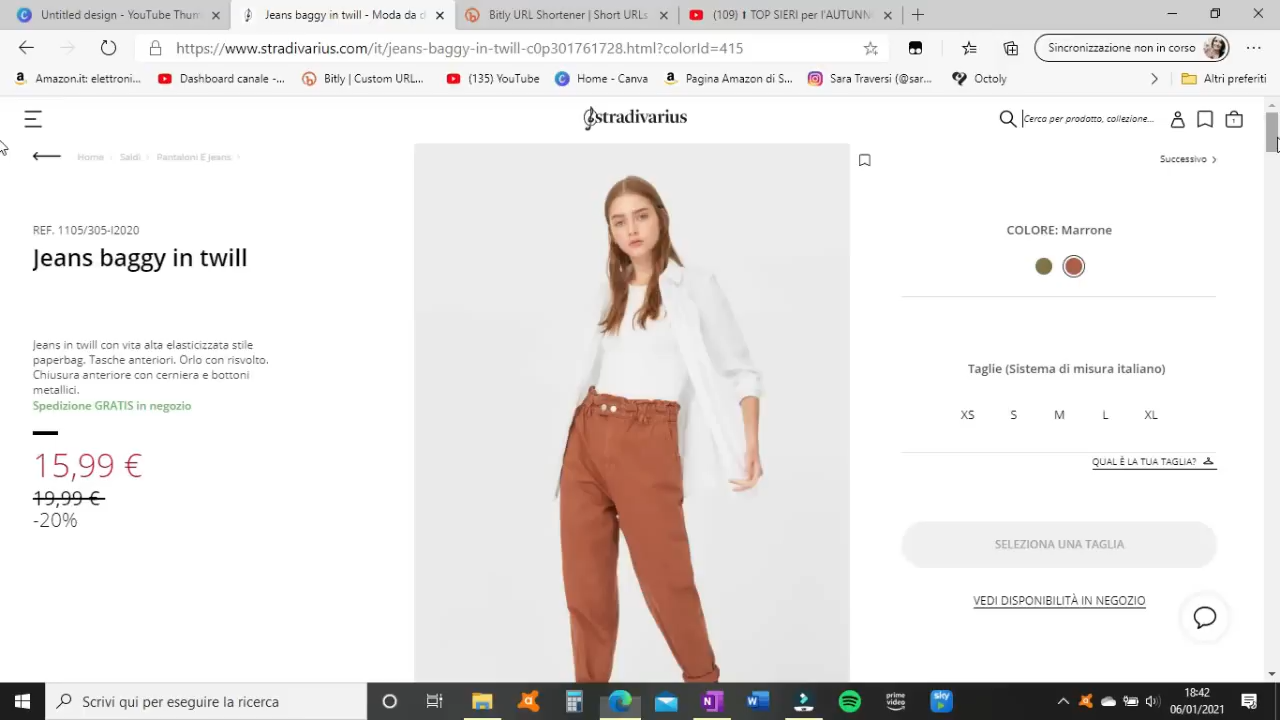 YouTube
Jeans baggy in twill - Moda da d
Bitly URL Shortener | Short URLs
(109) ⬆ TOP SIERI per l'AUTUNN
https://www.stradivarius.com/it/jeans-baggy-in-twill-c0p301761728.html?colorId=415
Sincronizzazione non in corso
Amazon.it: elettroni...
Dashboard canale -...
Bitly | Custom URL...
(135) YouTube
Home - Canva
Pagina Amazon di S...
Sara Traversi (@sar...
Octoly
Altri preferiti
stradivarius
Cerca per prodotto, collezione...
1
Home › Saldi › Pantaloni E Jeans ›
Successivo
REF. 1105/305-I2020
Jeans baggy in twill
Jeans in twill con vita alta elasticizzata stile
paperbag. Tasche anteriori. Orlo con risvolto.
Chiusura anteriore con cerniera e bottoni
metallici.
Spedizione GRATIS in negozio
15,99 €
19,99 €
-20%
COLORE: Marrone
Taglie (Sistema di misura italiano)
XS S M L XL
QUAL È LA TUA TAGLIA?
SELEZIONA UNA TAGLIA
VEDI DISPONIBILITÀ IN NEGOZIO
Scrivi qui per eseguire la ricerca
prime
video
sky
18:42
06/01/2021